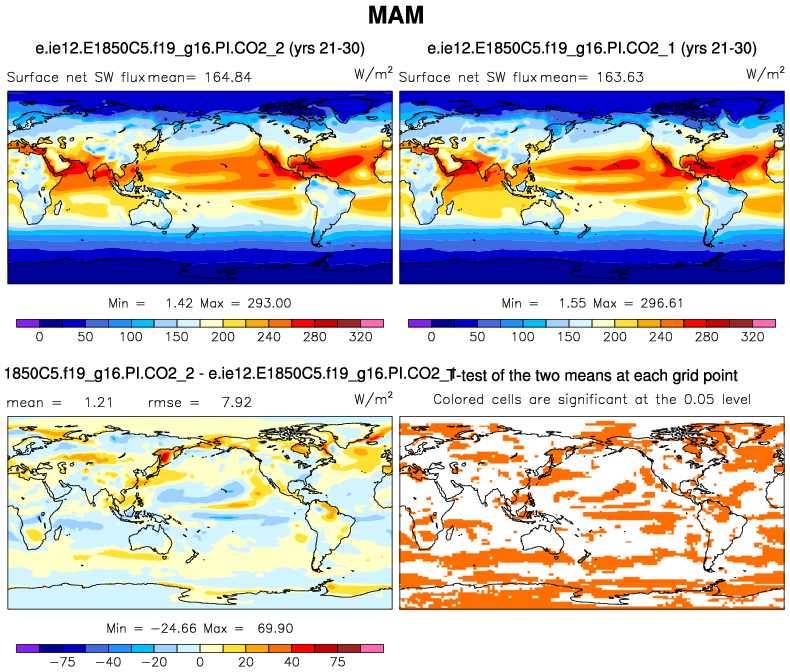 MAM
e.ie12.E1850C5.f19_g16.PI.CO2_2 (yrs 21-30)
e.ie12.E1850C5.f19_g16.PI.CO2_1 (yrs 21-30)
Surface net SW flux mean= 164.84 W/m²
Surface net SW flux mean= 163.63 W/m²
Min = 1.42 Max = 293.00
Min = 1.55 Max = 296.61
0 50 100 150 200 240 280 320
0 50 100 150 200 240 280 320
1850C5.f19_g16.PI.CO2_2 - e.ie12.E1850C5.f19_g16.PI.CO2_1
T-test of the two means at each grid point
mean = 1.21 rmse = 7.92 W/m²
Colored cells are significant at the 0.05 level
Min = -24.66 Max = 69.90
-75 -40 -20 0 20 40 75